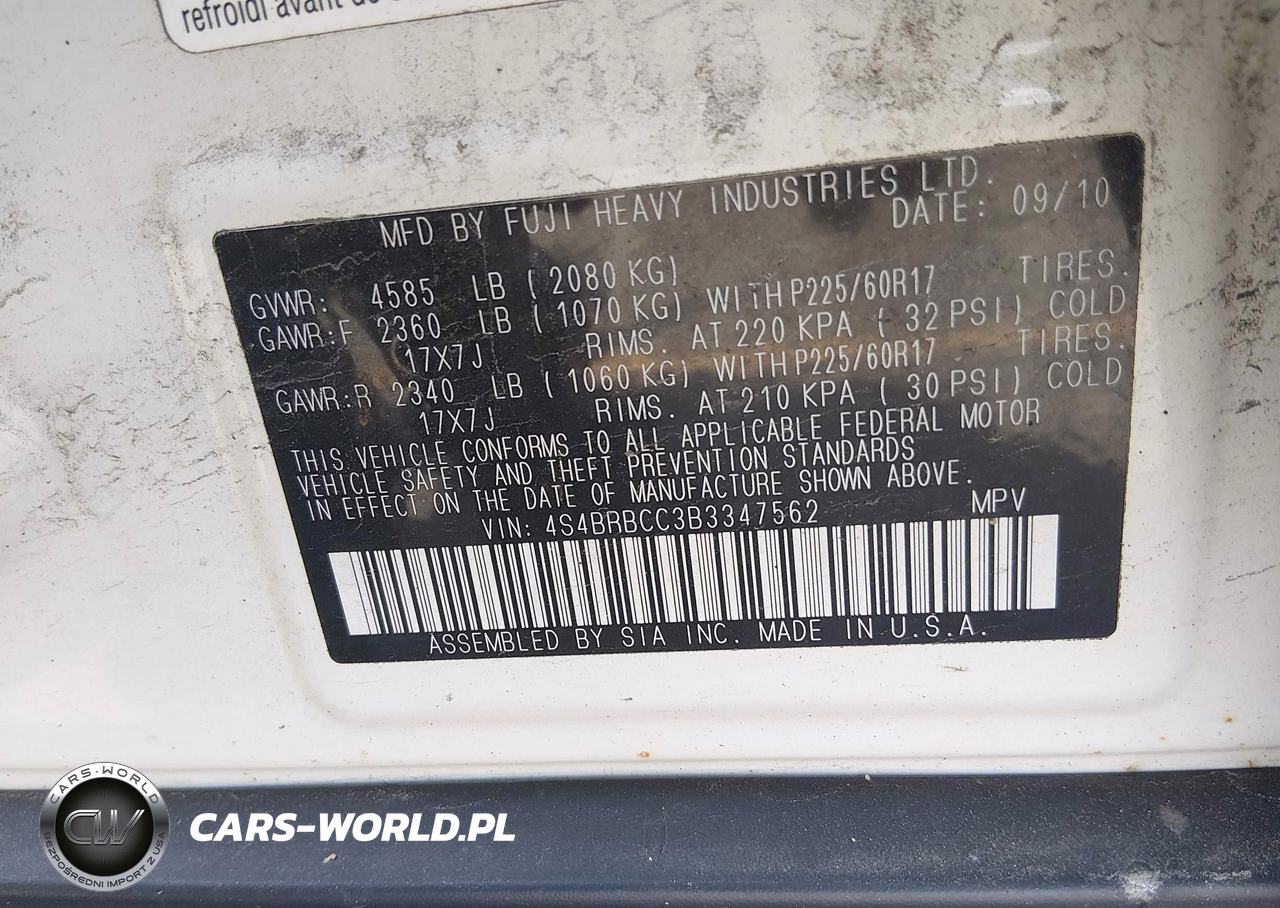 refroidi avant de
MFD BY FUJI HEAVY INDUSTRIES LTD.
DATE: 09/10
GVWR: 4585 LB ( 2080 KG)
GAWR:F 2360 LB ( 1070 KG) WITH P225/60R17 TIRES.
17X7J RIMS. AT 220 KPA ( 32 PSI) COLD
GAWR:R 2340 LB ( 1060 KG) WITH P225/60R17 TIRES.
17X7J RIMS. AT 210 KPA ( 30 PSI) COLD
THIS VEHICLE CONFORMS TO ALL APPLICABLE FEDERAL MOTOR
VEHICLE SAFETY AND THEFT PREVENTION STANDARDS
IN EFFECT ON THE DATE OF MANUFACTURE SHOWN ABOVE.
VIN: 4S4BRBCC3B3347562 MPV
ASSEMBLED BY SIA INC. MADE IN U.S.A.
CARS-WORLD
CW
BEZPOŚREDNI IMPORT Z USA
CARS-WORLD.PL